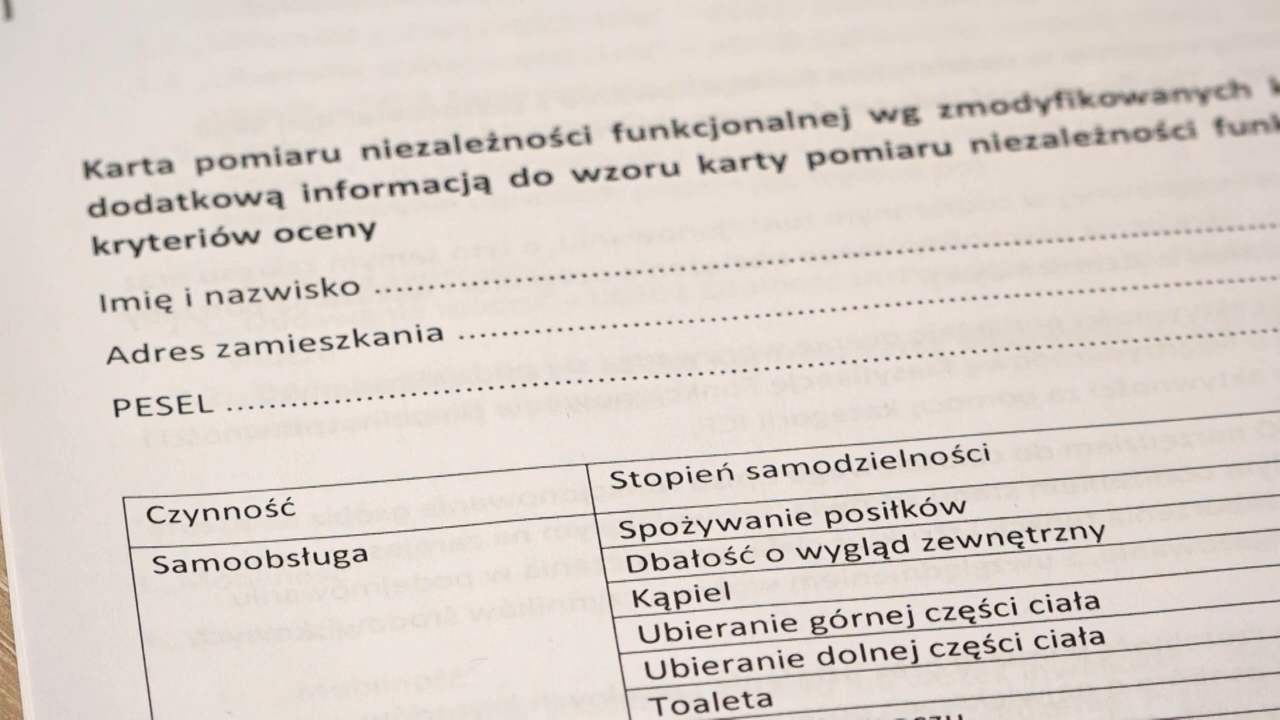 Karta pomiaru niezależności funkcjonalnej wg zmodyfikowanych
dodatkową informacją do wzoru karty pomiaru niezależności
kryteriów oceny
Imię i nazwisko ................................................................
Adres zamieszkania ................................................................
PESEL ................................................................
Czynność
Stopień samodzielności
Samoobsługa
Spożywanie posiłków
Dbałość o wygląd zewnętrzny
Kąpiel
Ubieranie górnej części ciała
Ubieranie dolnej części ciała
Toaleta